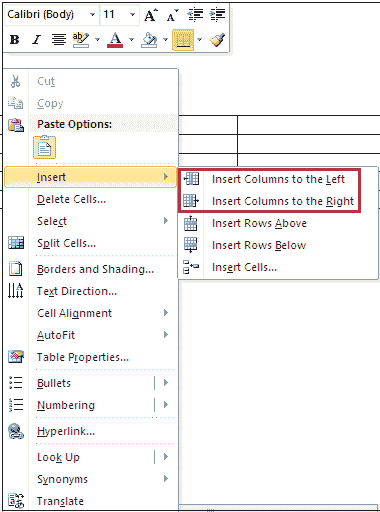 Calibri (Body) 11 A A
B I S ab A A
Cut
Copy
Paste Options:
Insert
Delete Cells...
Select
Split Cells...
Borders and Shading...
Text Direction...
Cell Alignment
AutoFit
Table Properties...
Bullets
Numbering
Hyperlink...
Look Up
Synonyms
Translate
Insert Columns to the Left
Insert Columns to the Right
Insert Rows Above
Insert Rows Below
Insert Cells...